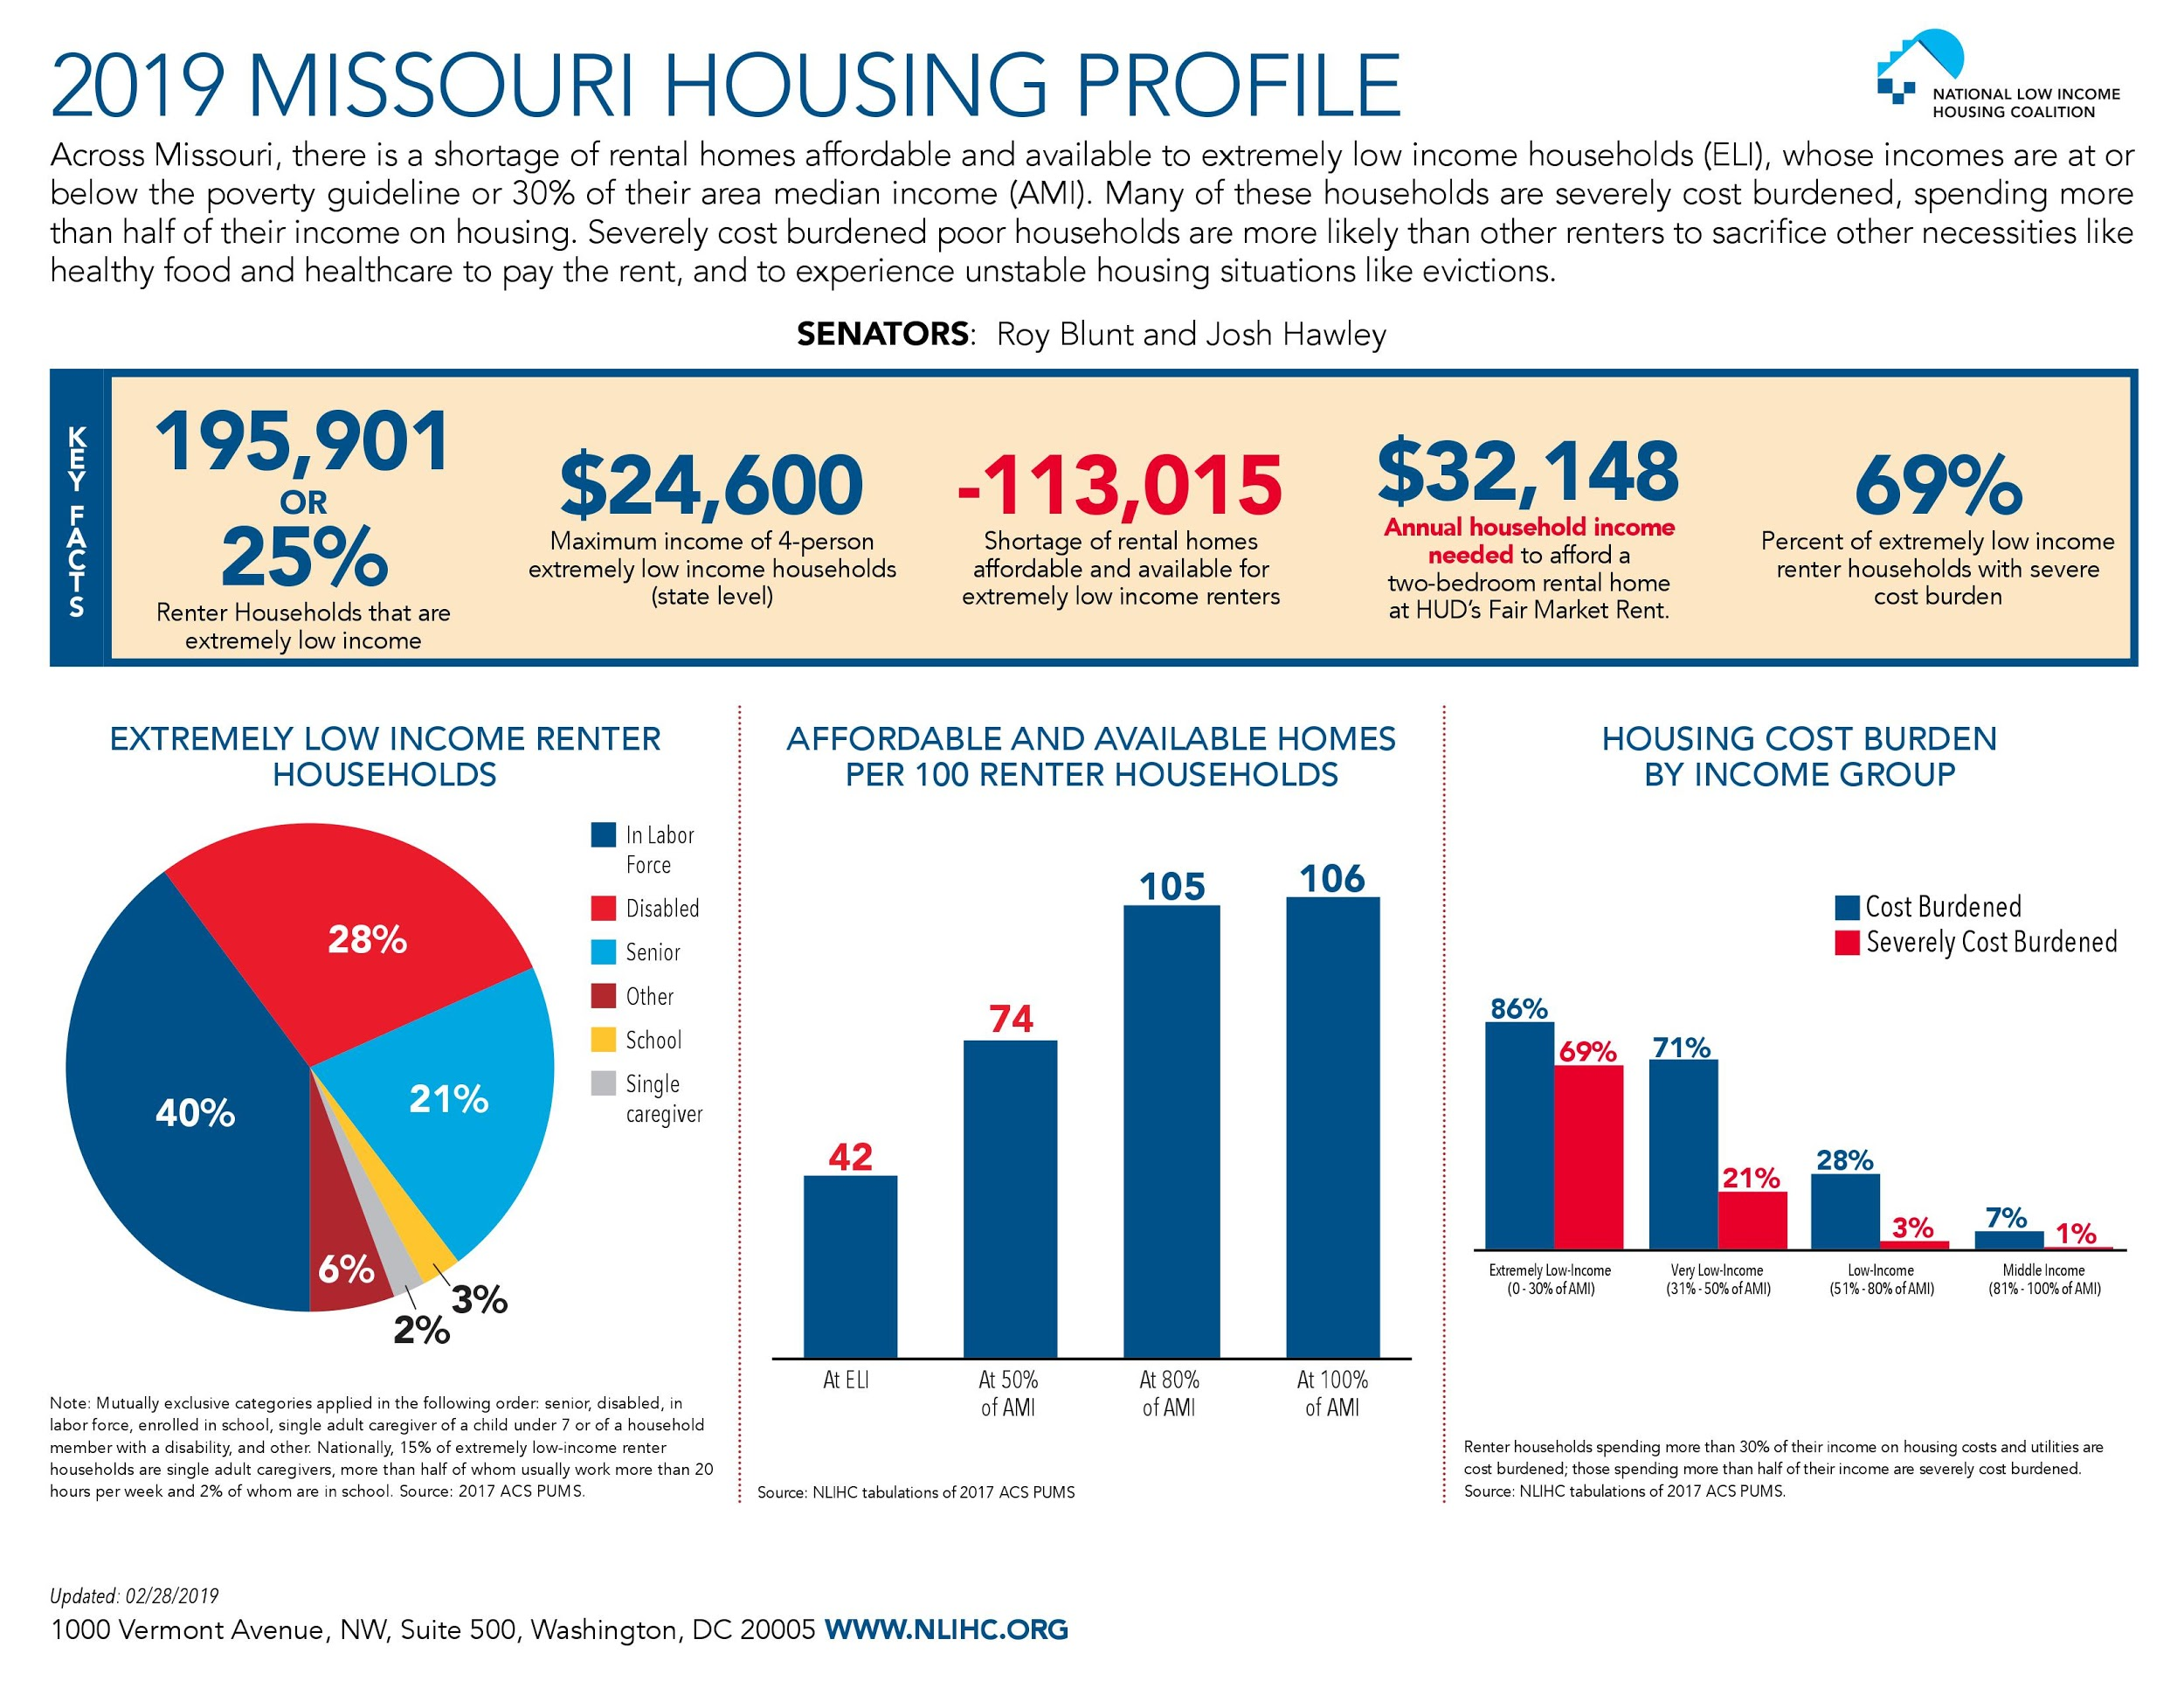 2019 MISSOURI HOUSING PROFILE
NATIONAL LOW INCOME
HOUSING COALITION
Across Missouri, there is a shortage of rental homes affordable and available to extremely low income households (ELI), whose incomes are at or
below the poverty guideline or 30% of their area median income (AMI). Many of these households are severely cost burdened, spending more
than half of their income on housing. Severely cost burdened poor households are more likely than other renters to sacrifice other necessities like
healthy food and healthcare to pay the rent, and to experience unstable housing situations like evictions.
SENATORS: Roy Blunt and Josh Hawley
KEY FACTS
195,901
OR
25%
Renter Households that are
extremely low income
$24,600
Maximum income of 4-person
extremely low income households
(state level)
-113,015
Shortage of rental homes
affordable and available for
extremely low income renters
$32,148
Annual household income
needed to afford a
two-bedroom rental home
at HUD's Fair Market Rent.
69%
Percent of extremely low income
renter households with severe
cost burden
EXTREMELY LOW INCOME RENTER
HOUSEHOLDS
In Labor
Force
Disabled
Senior
Other
School
Single
caregiver
28%
40%
21%
6%
3%
2%
Note: Mutually exclusive categories applied in the following order: senior, disabled, in
labor force, enrolled in school, single adult caregiver of a child under 7 or of a household
member with a disability, and other. Nationally, 15% of extremely low-income renter
households are single adult caregivers, more than half of whom usually work more than 20
hours per week and 2% of whom are in school. Source: 2017 ACS PUMS.
AFFORDABLE AND AVAILABLE HOMES
PER 100 RENTER HOUSEHOLDS
42
74
105
106
At ELI
At 50%
of AMI
At 80%
of AMI
At 100%
of AMI
Source: NLIHC tabulations of 2017 ACS PUMS
HOUSING COST BURDEN
BY INCOME GROUP
Cost Burdened
Severely Cost Burdened
86%
69%
71%
21%
28%
3%
7%
1%
Extremely Low-Income
(0 - 30% of AMI)
Very Low-Income
(31% - 50% of AMI)
Low-Income
(51% - 80% of AMI)
Middle Income
(81% - 100% of AMI)
Renter households spending more than 30% of their income on housing costs and utilities are
cost burdened; those spending more than half of their income are severely cost burdened.
Source: NLIHC tabulations of 2017 ACS PUMS.
Updated: 02/28/2019
1000 Vermont Avenue, NW, Suite 500, Washington, DC 20005 WWW.NLIHC.ORG